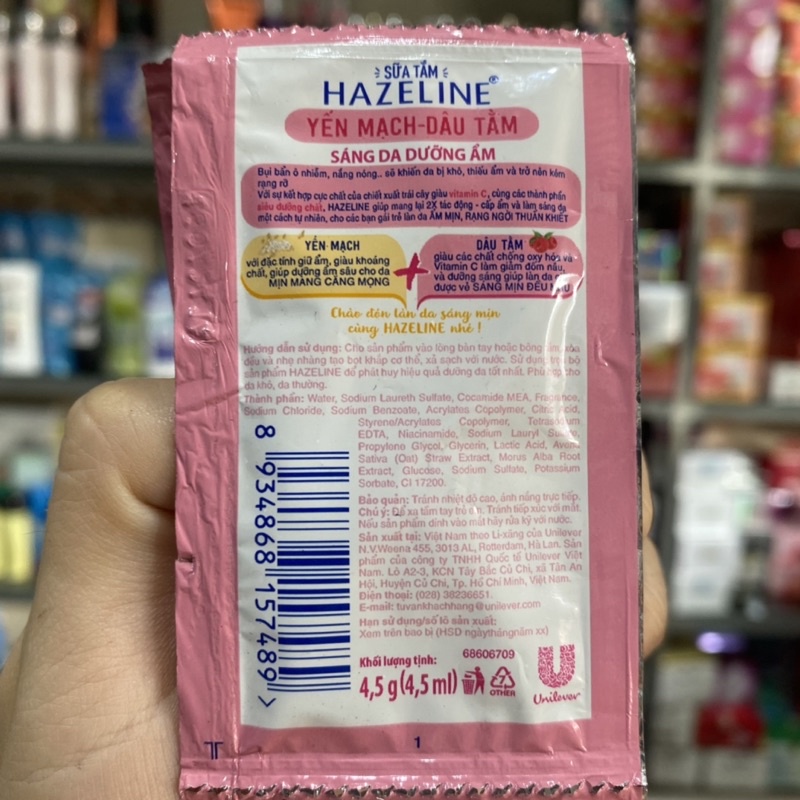 SỮA TẮM
HAZELINE®
YẾN MẠCH-DÂU TẰM
SÁNG DA DƯỠNG ẨM
Bụi bẩn ô nhiễm, nắng nóng.. sẽ khiến da bị khô, thiếu ẩm và trở nên kém
rạng rỡ
Với sự kết hợp cực chất của chiết xuất trái cây giàu vitamin C, cùng các thành phần
siêu dưỡng chất, HAZELINE giúp mang lại 2X tác động - cấp ẩm và làm sáng da
một cách tự nhiên, cho các bạn gái trẻ làn da ẨM MỊN, RẠNG NGỜI THUẦN KHIẾT
YẾN MẠCH
với đặc tính giữ ẩm, giàu khoáng
chất, giúp dưỡng ẩm sâu cho da
MỊN MÀNG CĂNG MỌNG
+
DÂU TẰM
giàu các chất chống oxy hóa và
Vitamin C làm giảm đốm nâu,
và dưỡng sáng giúp làn da
được vẻ SÁNG MỊN ĐỀU MÀU
Chào đón làn da sáng mịn
cùng HAZELINE nhé !
Hướng dẫn sử dụng: Cho sản phẩm vào lòng bàn tay hoặc bông tắm, xoa
đều và nhẹ nhàng tạo bọt khắp cơ thể, xả sạch với nước. Sử dụng trọn bộ
sản phẩm HAZELINE để phát huy hiệu quả dưỡng da tốt nhất. Phù hợp cho
da khô, da thường.
Thành phần: Water, Sodium Laureth Sulfate, Cocamide MEA, Fragrance,
Sodium Chloride, Sodium Benzoate, Acrylates Copolymer, Citric Acid,
Styrene/Acrylates Copolymer, Tetrasodium
EDTA, Niacinamide, Sodium Lauryl Sulfate,
Propylene Glycol, Glycerin, Lactic Acid, Avena
Sativa (Oat) Straw Extract, Morus Alba Root
Extract, Glucose, Sodium Sulfate, Potassium
Sorbate, CI 17200.
Bảo quản: Tránh nhiệt độ cao, ánh nắng trực tiếp.
Chú ý: Để xa tầm tay trẻ em. Tránh tiếp xúc với mắt.
Nếu sản phẩm dính vào mắt hãy rửa kỹ với nước.
Sản xuất tại: Việt Nam theo Li-xăng của Unilever
N.V,Weena 455, 3013 AL, Rotterdam, Hà Lan. Sản
phẩm của công ty TNHH Quốc tế Unilever Việt
Nam. Lô A2-3, KCN Tây Bắc Củ Chi, xã Tân An
Hội, Huyện Củ Chi, Tp. Hồ Chí Minh, Việt Nam.
Điện thoại: (028) 38236651.
E-mail: tuvankhachhang@unilever.com
Hạn sử dụng/số lô sản xuất:
Xem trên bao bì (HSD ngàythángnăm xx)
8 934868 157489 >
68606709
Khối lượng tịnh:
4,5 g (4,5 ml)
7
OTHER
Unilever
1